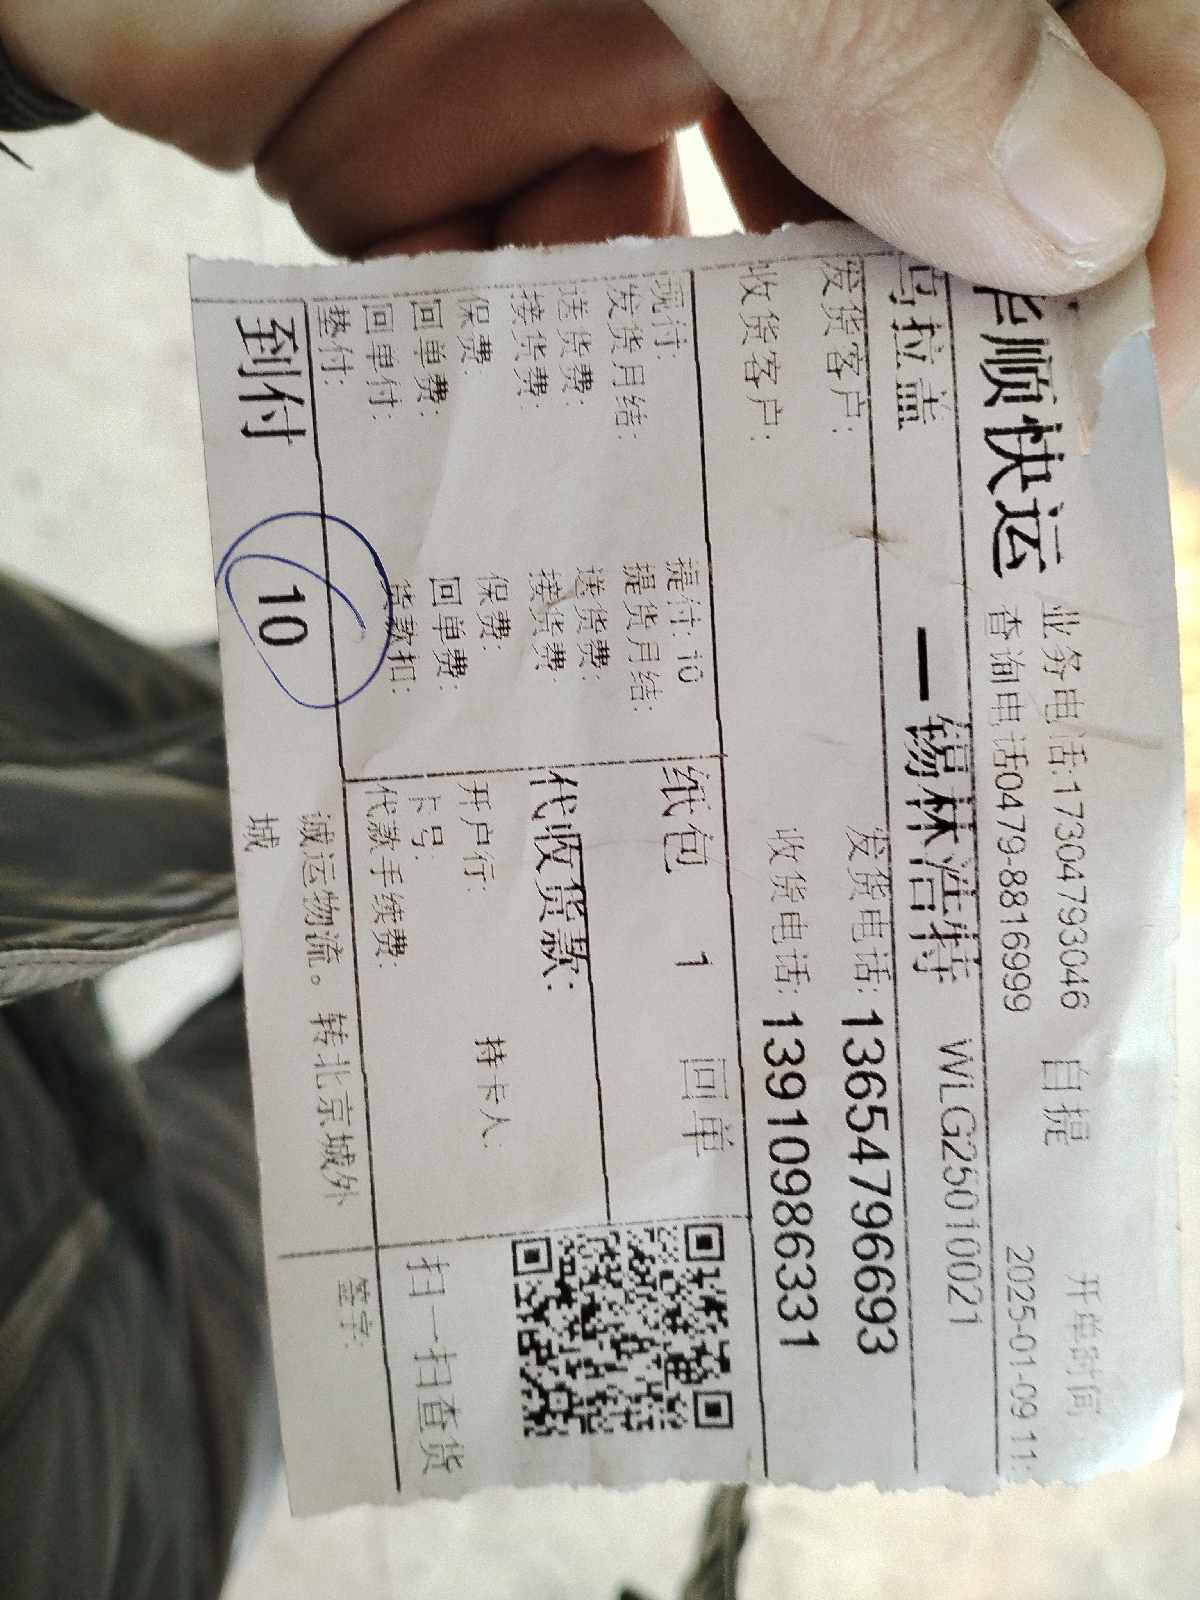 华顺快运 业务电话:17304793046 自提 开单时间
查询电话0479-8816999 2025-01-09 11:
乌拉盖 一 锡林浩特 WLG25010021
发货客户: 发货电话: 13654796693
收货客户: 收货电话: 13910986331
现付: 提付: 10 纸包 1 回单
发货月结: 提货月结:
送货费: 送货费:
接货费: 接货费: 代收货款:
保费: 保费: 开户行: 持卡人:
回单费: 回单费: 卡号:
回单付: 货款扣: 代款手续费:
垫付: 扫一扫查货
到付 10 诚运物流。转北京城外
城
签字: